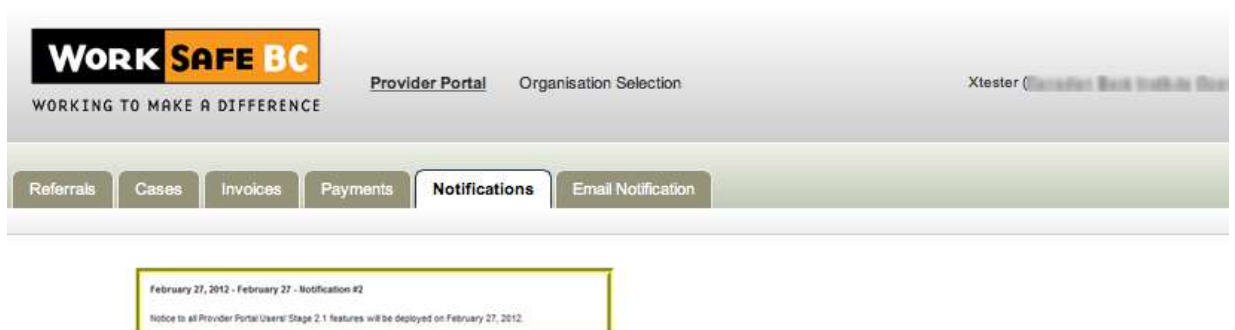 WORK SAFE BC
WORKING TO MAKE A DIFFERENCE
Provider Portal Organisation Selection Xtester (
Referrals Cases Invoices Payments Notifications Email Notification
February 27, 2012 - February 27 - Notification #2
Notice to all Provider Portal Users! Stage 2.1 features will be deployed on February 27, 2012.